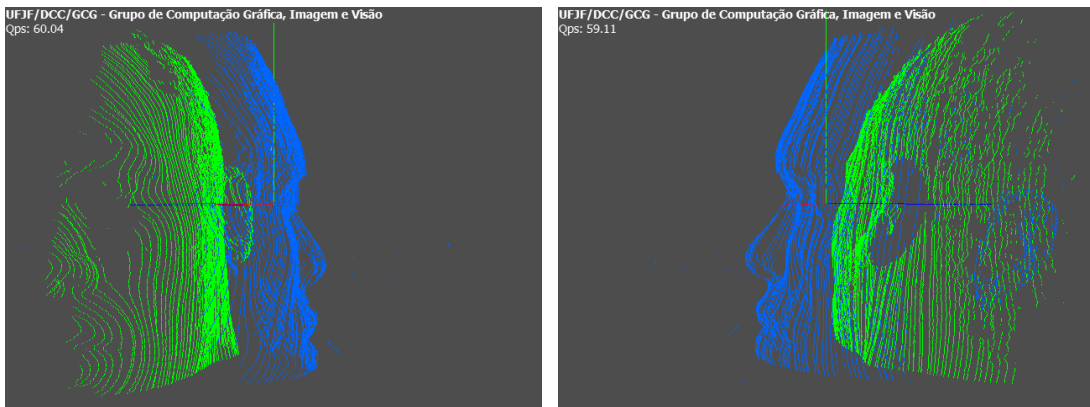 UFJF/DCC/GCG - Grupo de Computação Gráfica, Imagem e Visão
Qps: 60.04
UFJF/DCC/GCG - Grupo de Computação Gráfica, Imagem e Visão
Qps: 59.11